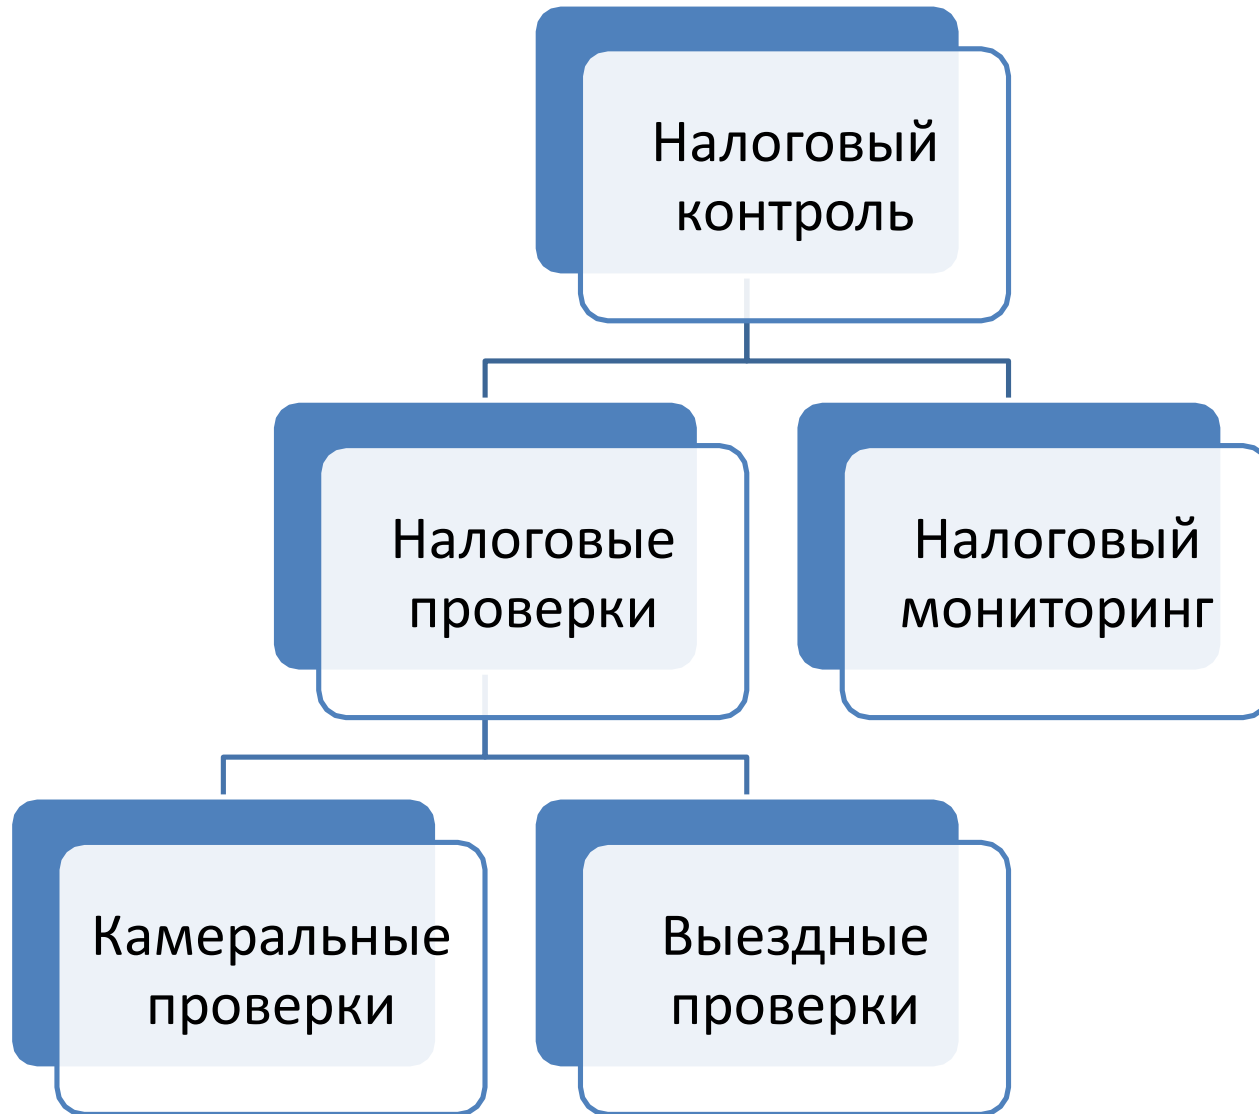 Налоговый
контроль
Налоговые
проверки
Налоговый
мониторинг
Камеральные
проверки
Выездные
проверки